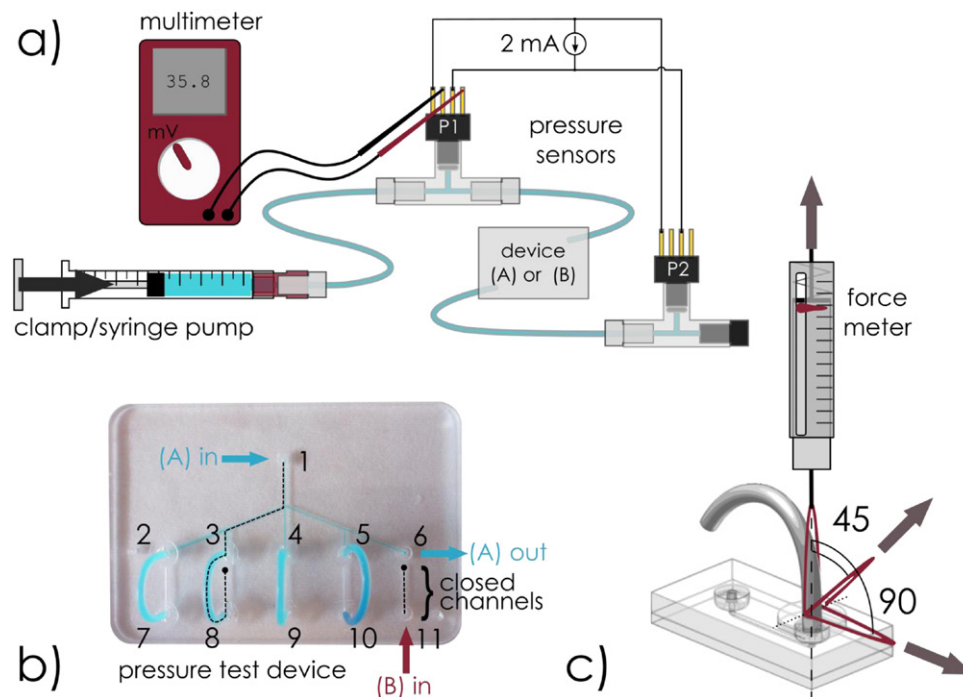 a)
multimeter
35.8
mV
2 mA
P1
pressure
sensors
device
(A) or (B)
P2
clamp/syringe pump
force
meter
(A) in
1
2 3 4 5 6
(A) out
closed
channels
7 8 9 10 11
b)
pressure test device
(B) in
45
90
c)